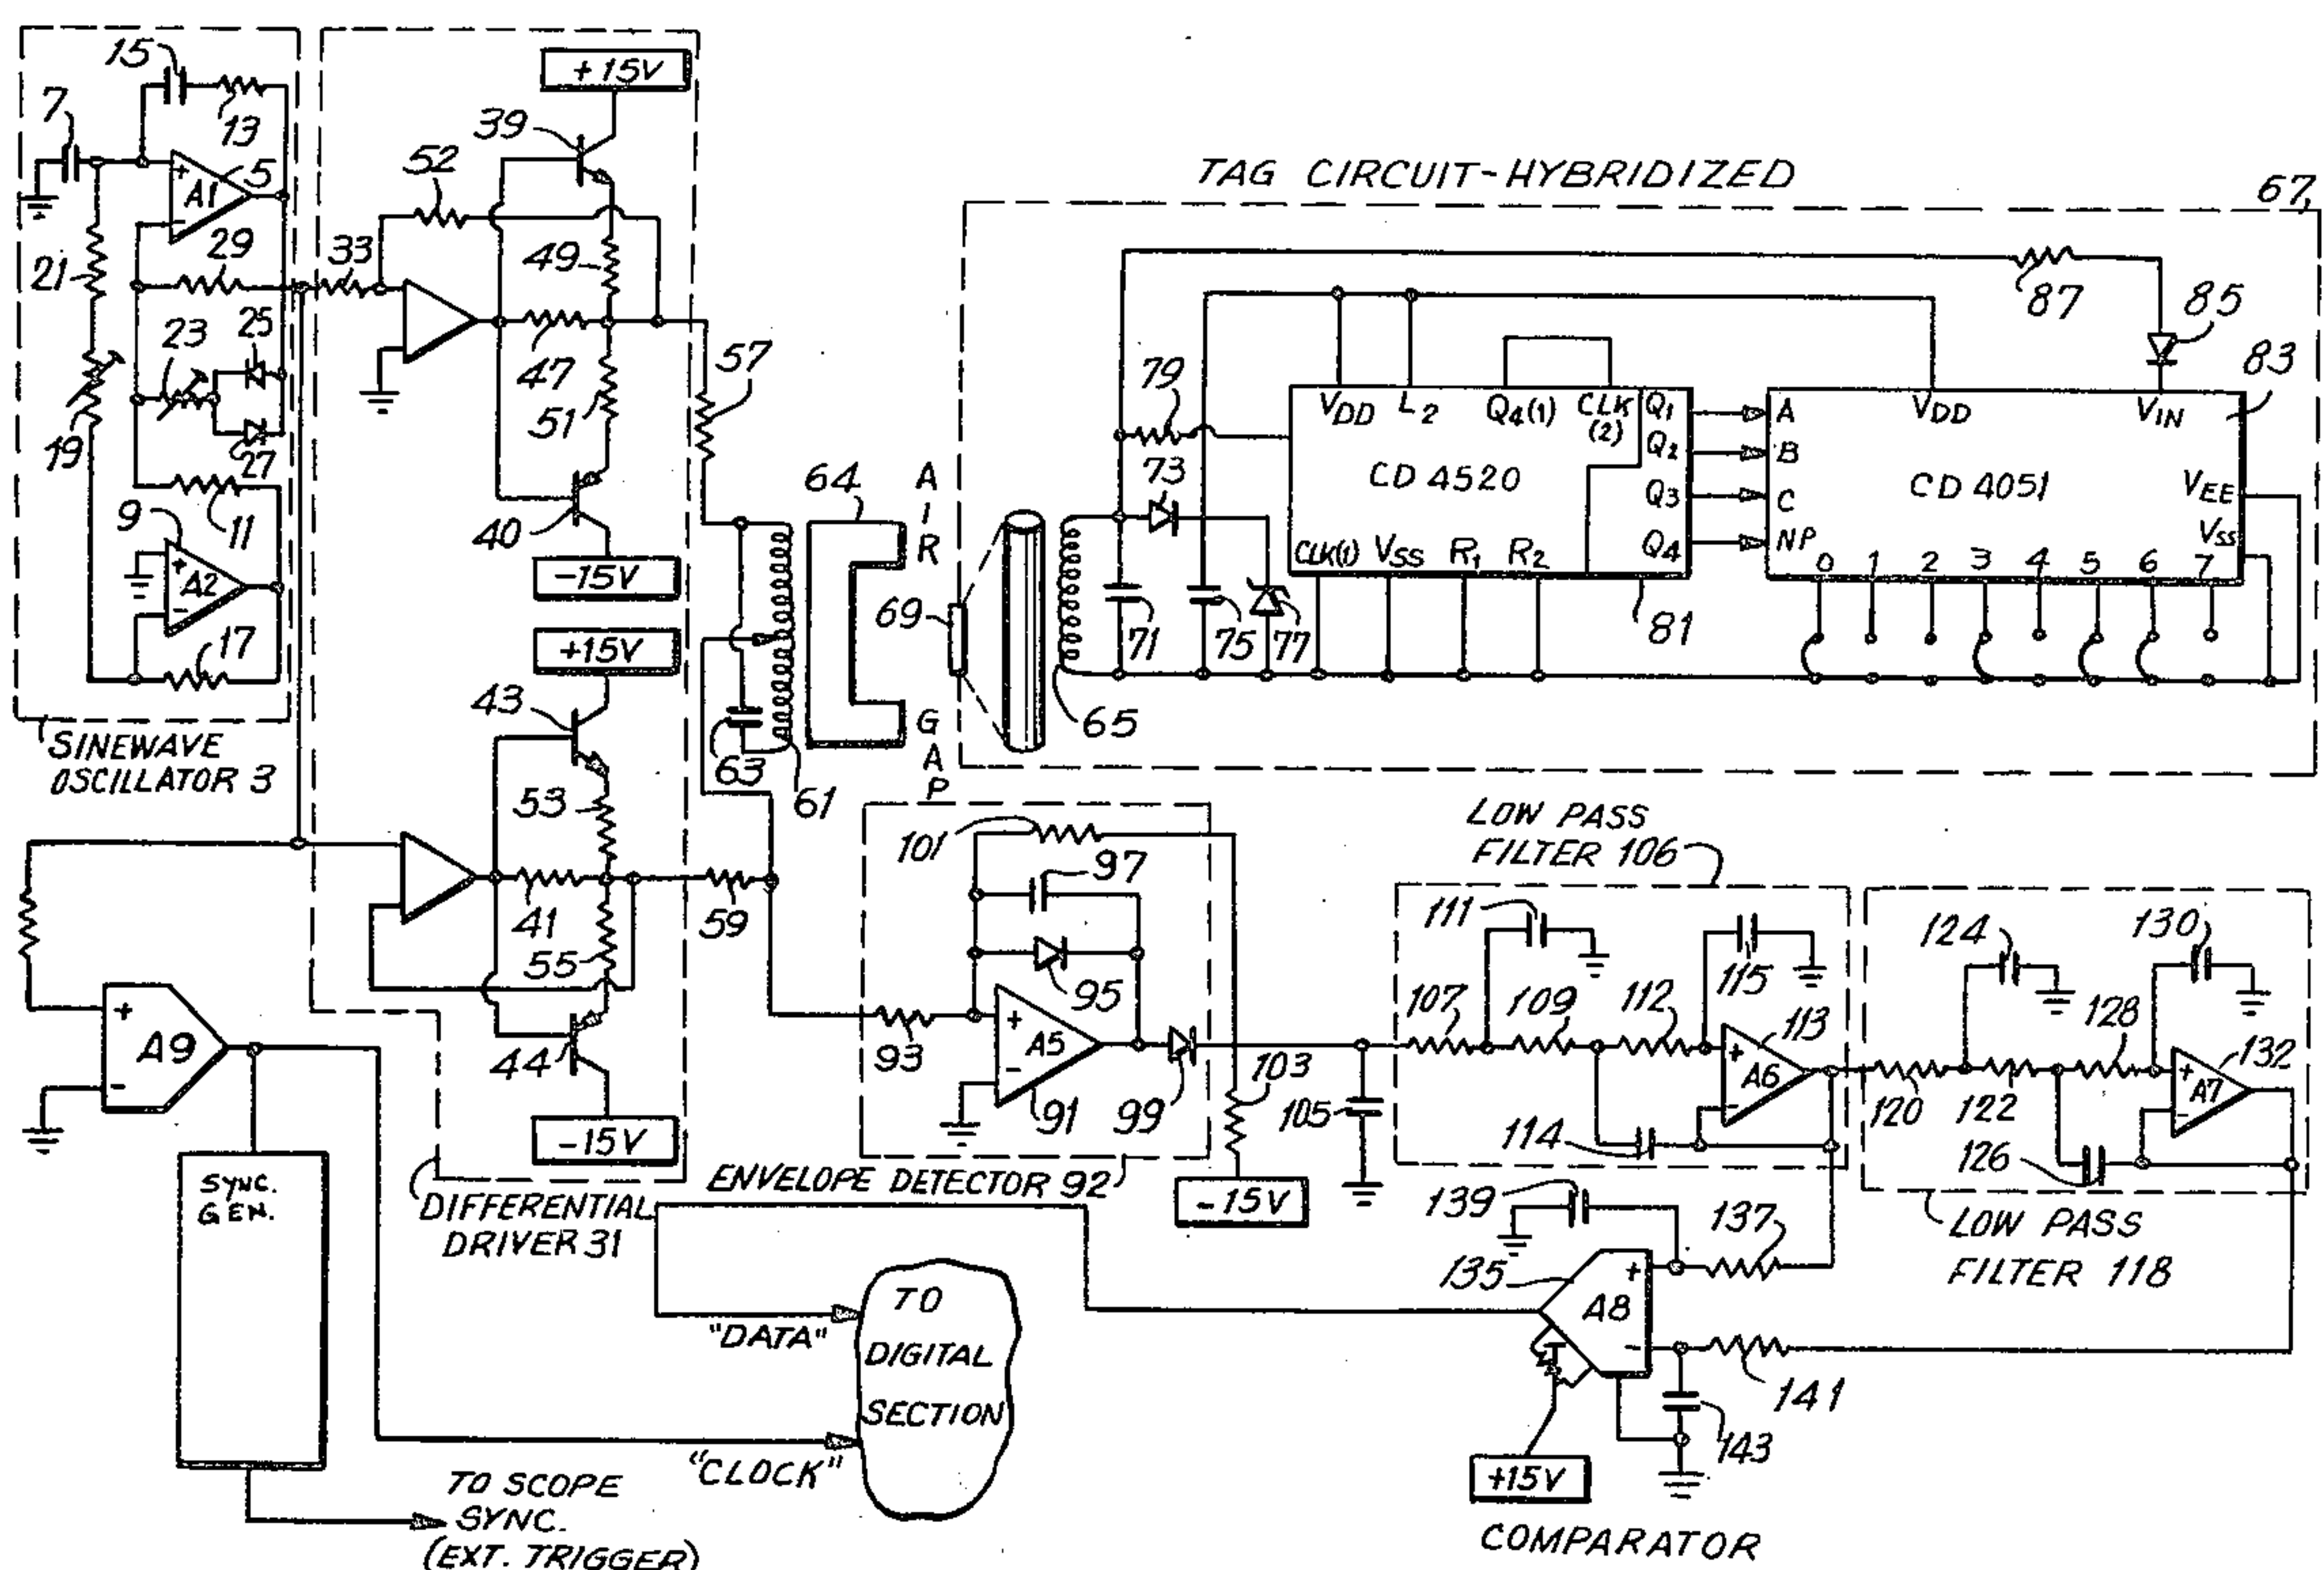 TAG CIRCUIT-HYBRIDIZED
67
15
13
7
+
A1
-
5
21
29
33
23
25
19
27
11
9
+
A2
-
17
SINEWAVE
OSCILLATOR 3
+15V
39
52
49
47
51
40
-15V
+15V
43
53
41
55
44
-15V
DIFFERENTIAL
DRIVER 31
57
59
63
61
64
AIR
GAP
69
65
71
73
75
77
79
VDD
L2
Q4(1)
CLK
(2)
Q1
Q2
Q3
Q4
CD 4520
CLK(1)
VSS
R1
R2
81
87
85
83
A
B
C
NP
VDD
VIN
CD 4051
VEE
VSS
0 1 2 3 4 5 6 7
101
97
95
93
+
A5
-
91
99
103
-15V
ENVELOPE DETECTOR 92
105
LOW PASS
FILTER 106
111
107
109
112
115
113
+
A6
-
114
124
130
120
122
128
132
+
A7
-
126
LOW PASS
FILTER 118
139
137
135
+
A8
-
141
143
+15V
COMPARATOR
+
A9
-
SYNC.
GEN.
TO SCOPE
SYNC.
(EXT. TRIGGER)
"DATA"
"CLOCK"
TO
DIGITAL
SECTION